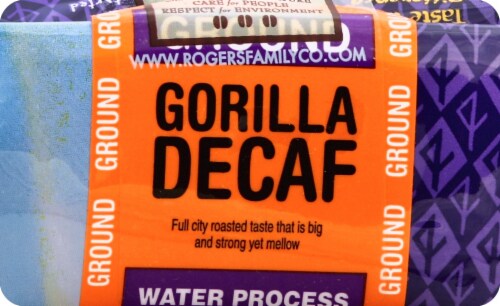 CARE for PEOPLE
RESPECT for ENVIRONMENT
GROUND
WWW.ROGERSFAMILYCO.COM
GORILLA
DECAF
Full city roasted taste that is big
and strong yet mellow
WATER PROCESS
GROUND
GROUND
GROUND
GROUND
GROUND
GROUND
Taste